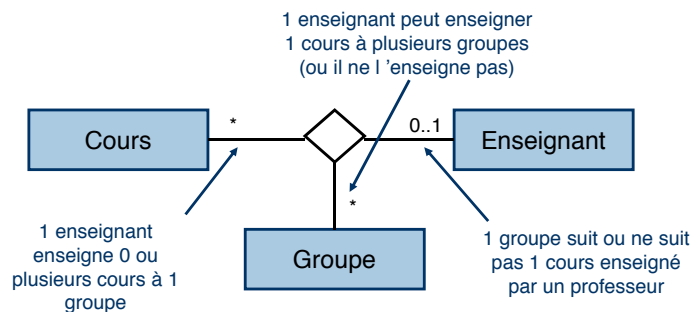 1 enseignant peut enseigner
1 cours à plusieurs groupes
(ou il ne l ’enseigne pas)
Cours
*
0..1
Enseignant
*
Groupe
1 enseignant
enseigne 0 ou
plusieurs cours à 1
groupe
1 groupe suit ou ne suit
pas 1 cours enseigné
par un professeur